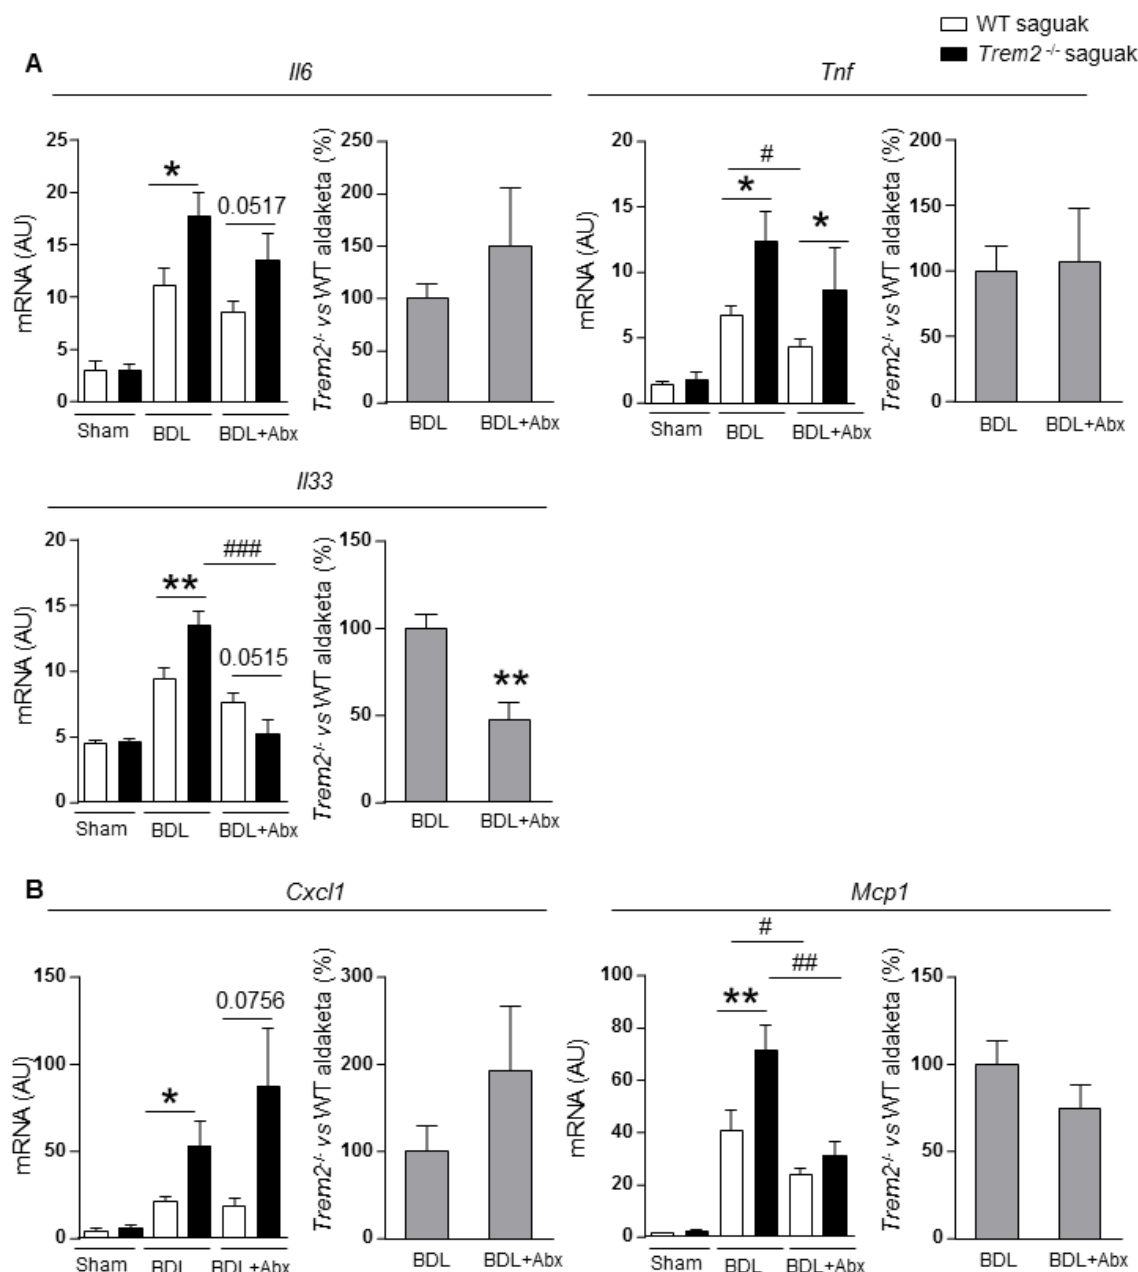 WT saguak
Trem2 -/- saguak
A
Il6
Tnf
mRNA (AU)
25
20
15
10
5
0
*
0.0517
Sham
BDL
BDL+Abx
Trem2-/- vs WT aldaketa (%)
250
200
150
100
50
0
BDL
BDL+Abx
mRNA (AU)
20
15
10
5
0
#
*
*
Sham
BDL
BDL+Abx
Trem2-/- vs WT aldaketa (%)
200
150
100
50
0
BDL
BDL+Abx
Il33
mRNA (AU)
20
15
10
5
0
###
**
0.0515
Sham
BDL
BDL+Abx
Trem2-/- vs WT aldaketa (%)
150
100
50
0
**
BDL
BDL+Abx
B
Cxcl1
Mcp1
mRNA (AU)
150
100
50
0
*
0.0756
Sham
BDL
BDL+Abx
Trem2-/- vs WT aldaketa (%)
300
200
100
0
BDL
BDL+Abx
mRNA (AU)
100
80
60
40
20
0
#
##
**
Sham
BDL
BDL+Abx
Trem2-/- vs WT aldaketa (%)
150
100
50
0
BDL
BDL+Abx